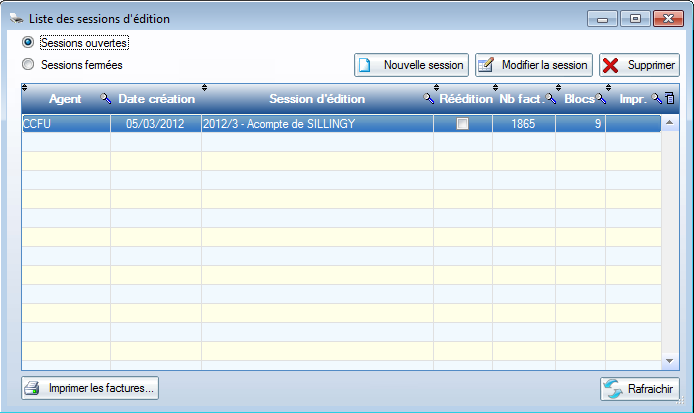 Liste des sessions d'édition
Sessions ouvertes
Sessions fermées
Nouvelle session Modifier la session Supprimer
Agent Date création Session d'édition Réédition Nb fact. Blocs Impr.
CCFU 05/03/2012 2012/3 - Acompte de SILLINGY 1865 9
Imprimer les factures... Rafraichir